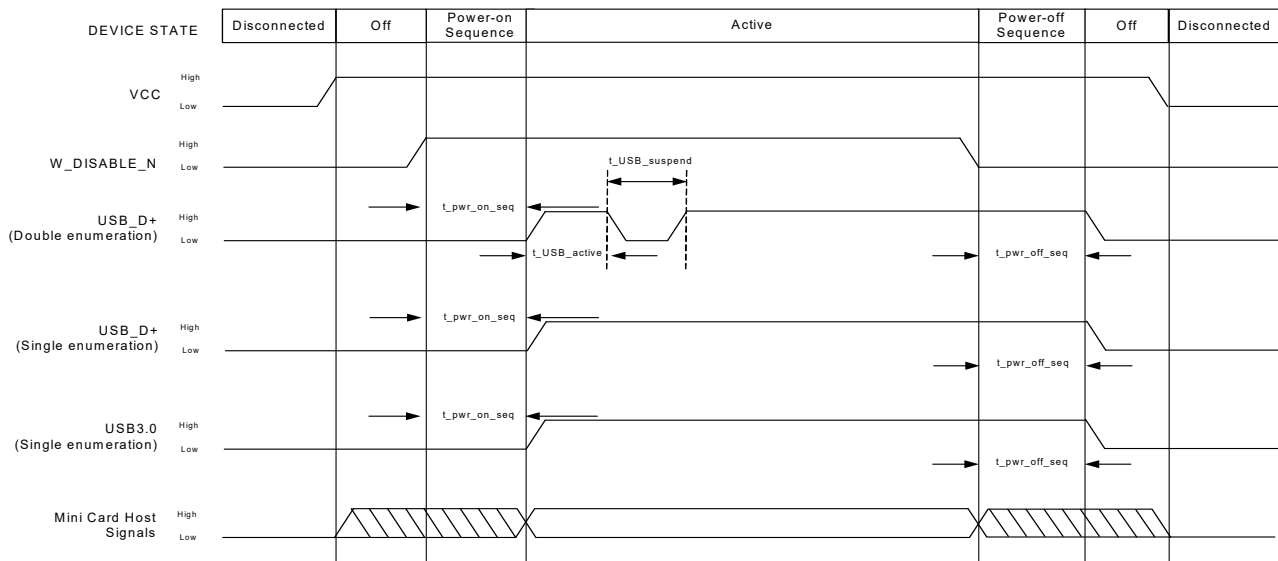 DEVICE STATE
Disconnected
Off
Power-on
Sequence
Active
Power-off
Sequence
Off
Disconnected
VCC
High
Low
W_DISABLE_N
High
Low
t_USB_suspend
USB_D+
(Double enumeration)
High
Low
t_pwr_on_seq
t_USB_active
t_pwr_off_seq
USB_D+
(Single enumeration)
High
Low
t_pwr_on_seq
t_pwr_off_seq
USB3.0
(Single enumeration)
High
Low
t_pwr_on_seq
t_pwr_off_seq
Mini Card Host
Signals
High
Low